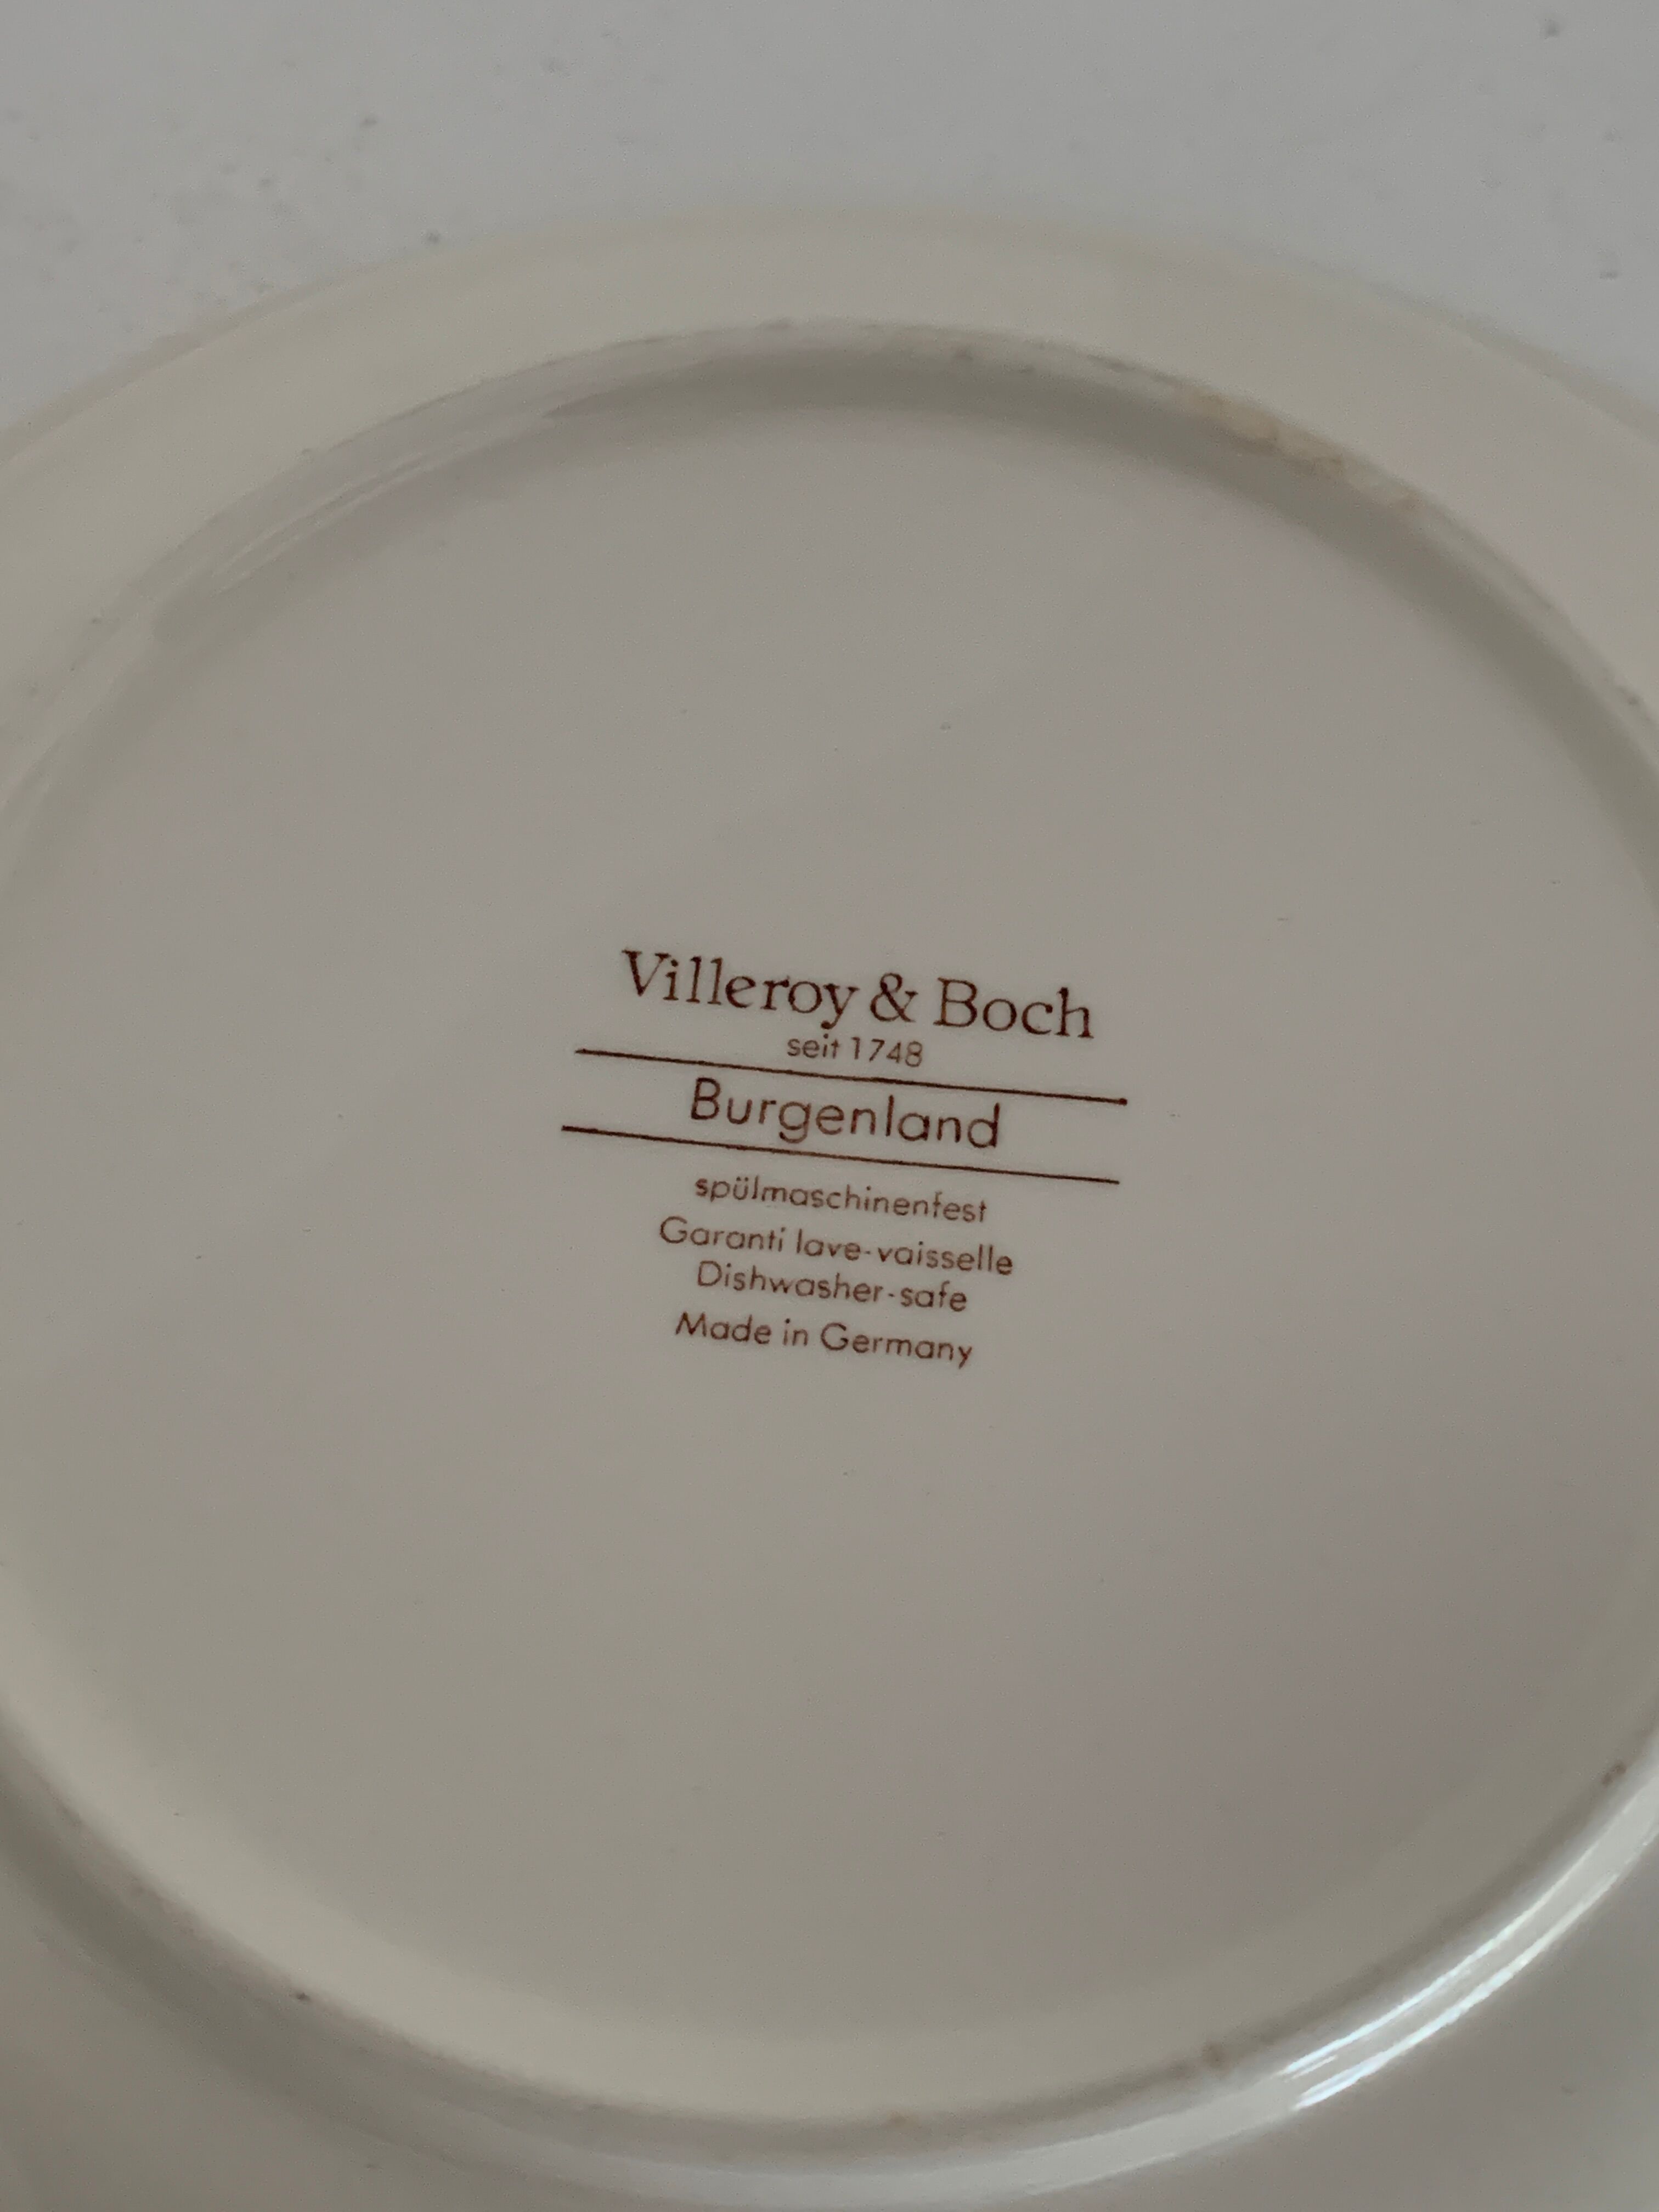 Villeroy & Boch
seit 1748
Burgenland
spülmaschinenfest
Garanti lave-vaisselle
Dishwasher-safe
Made in Germany